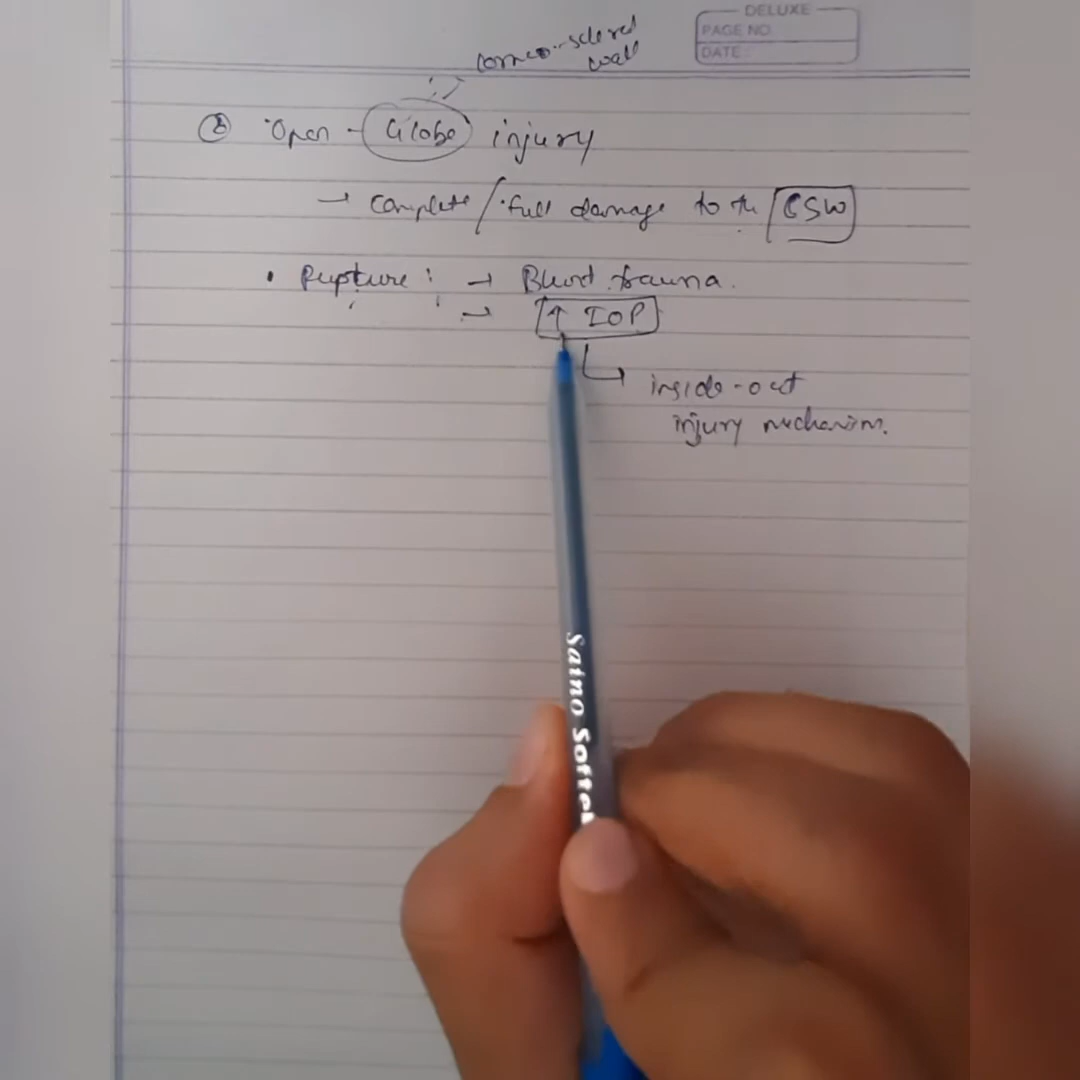 DELUXE
PAGE NO.
DATE:
corneo-scleral
wall
② Open - Globe injury
→ Complete / full damage to the CSW
• Rupture : → Blunt trauma.
→ ↑ IOP
inside-out
injury mechanism.
Saino Softel